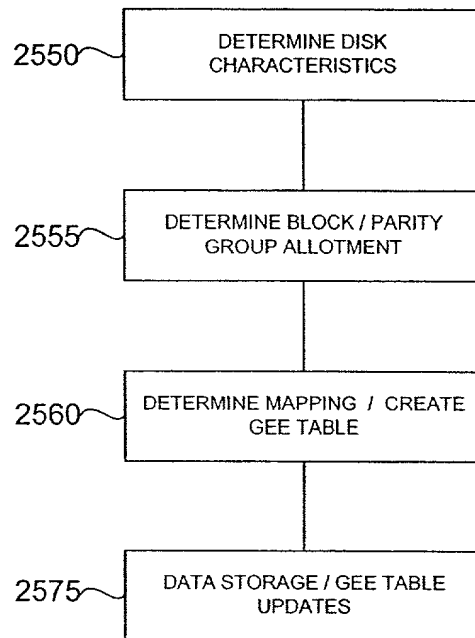 2550
DETERMINE DISK
CHARACTERISTICS
2555
DETERMINE BLOCK / PARITY
GROUP ALLOTMENT
2560
DETERMINE MAPPING / CREATE
GEE TABLE
2575
DATA STORAGE / GEE TABLE
UPDATES